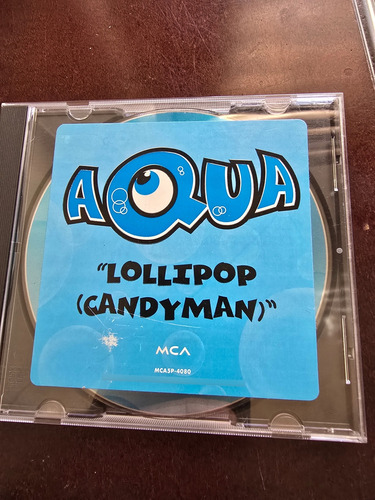 AQUA
"LOLLIPOP
(CANDYMAN)"
MCA
MCA5P-4080